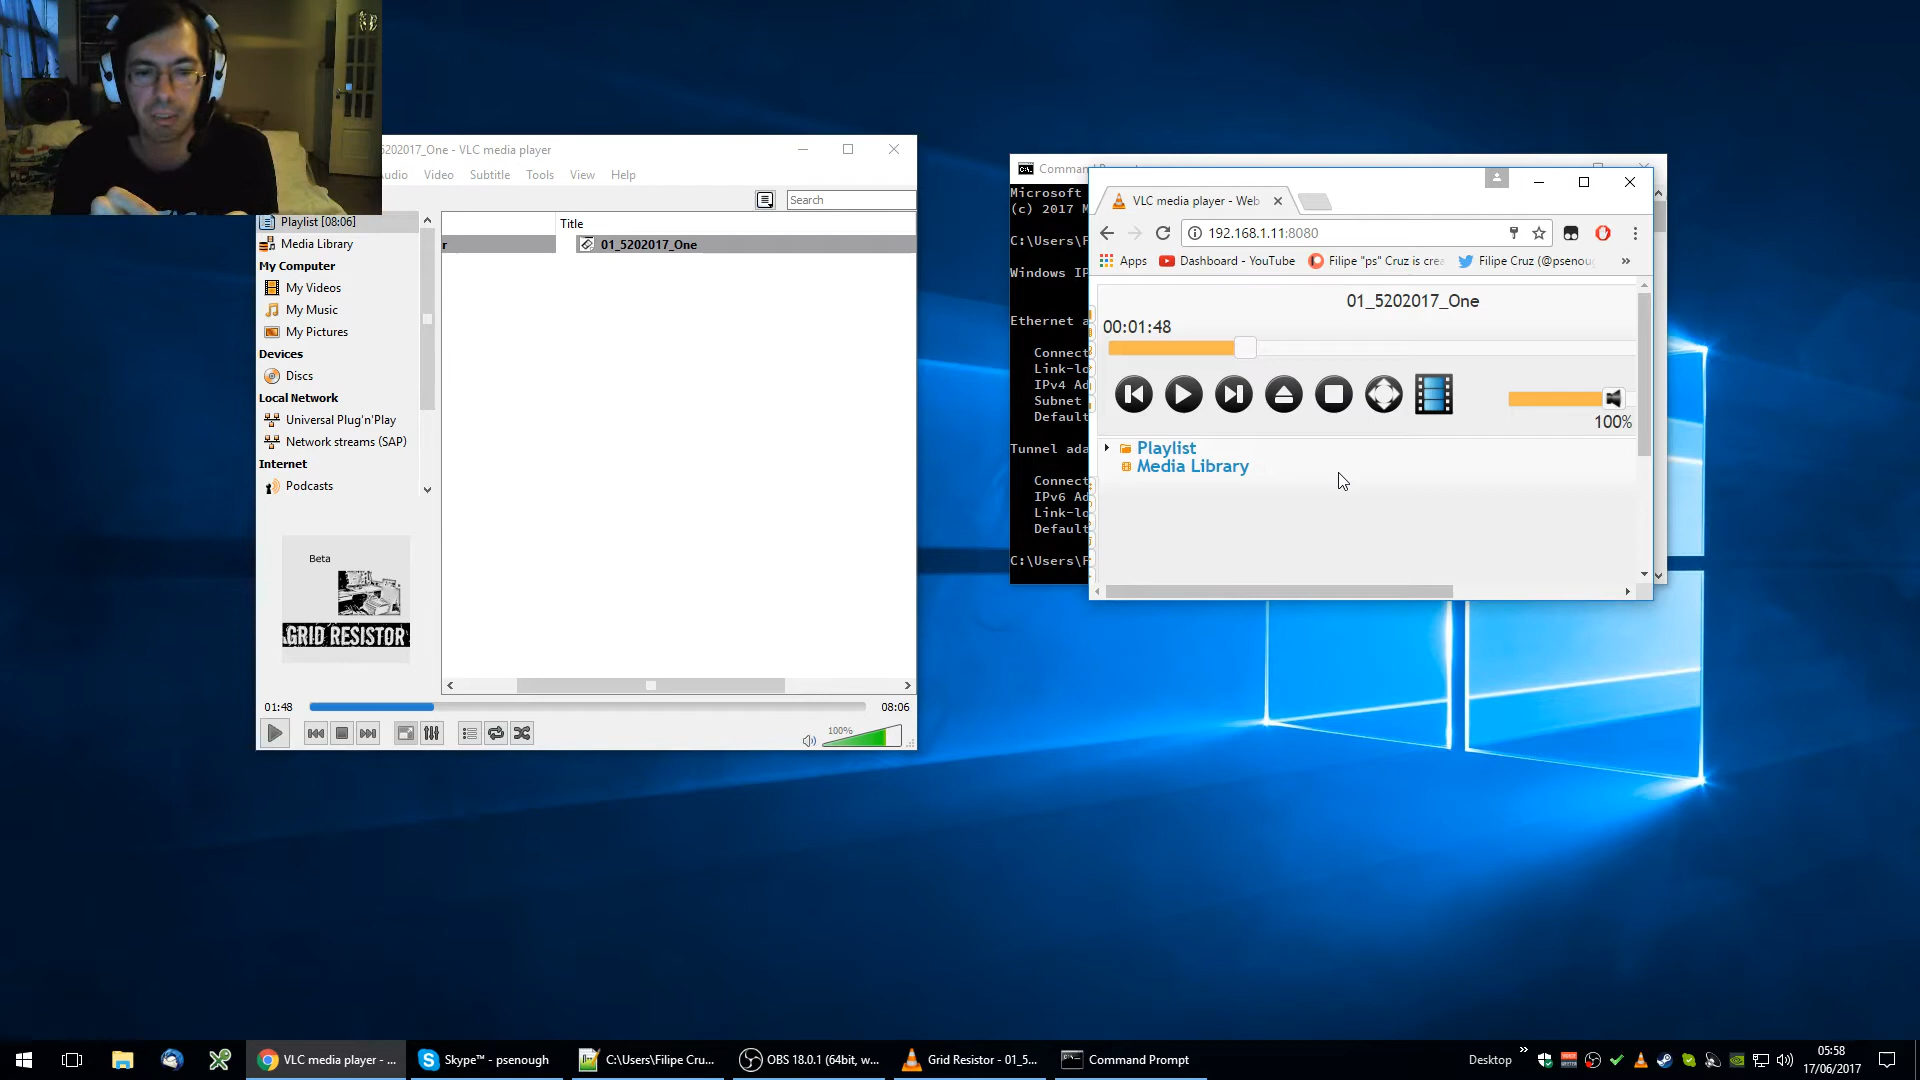 5202017_One - VLC media player
udio Video Subtitle Tools View Help
Search
Playlist [08:06]
Media Library
My Computer
My Videos
My Music
My Pictures
Devices
Discs
Local Network
Universal Plug'n'Play
Network streams (SAP)
Internet
Podcasts
Title
r
01_5202017_One
Beta
GRID RESISTOR
01:48
08:06
100%
Command
Microsoft
(c) 2017 M
C:\Users\F
Windows IP
Ethernet a
Connect
Link-lo
IPv4 Ad
Subnet
Default
Tunnel ada
Connect
IPv6 Ad
Link-lo
Default
C:\Users\F
VLC media player - Web
192.168.1.11:8080
Apps
Dashboard - YouTube
Filipe "ps" Cruz is crea
Filipe Cruz (@psenou
»
01_5202017_One
00:01:48
100%
Playlist
Media Library
VLC media player - ...
Skype™ - psenough
C:\Users\Filipe Cru...
OBS 18.0.1 (64bit, w...
Grid Resistor - 01_5...
Command Prompt
Desktop
»
05:58
17/06/2017